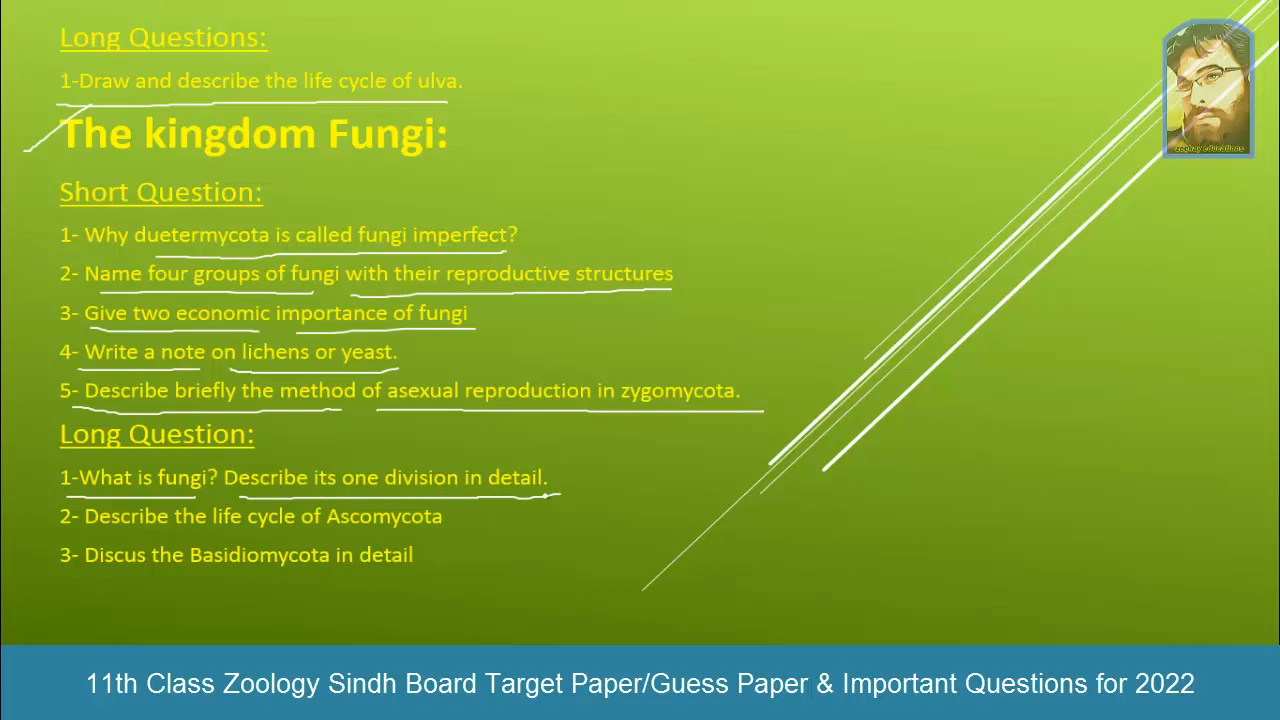 Long Questions:
1-Draw and describe the life cycle of ulva.
The kingdom Fungi:
Short Question:
1- Why duetermycota is called fungi imperfect?
2- Name four groups of fungi with their reproductive structures
3- Give two economic importance of fungi
4- Write a note on lichens or yeast.
5- Describe briefly the method of asexual reproduction in zygomycota.
Long Question:
1-What is fungi? Describe its one division in detail.
2- Describe the life cycle of Ascomycota
3- Discus the Basidiomycota in detail
zeekay educations
11th Class Zoology Sindh Board Target Paper/Guess Paper & Important Questions for 2022